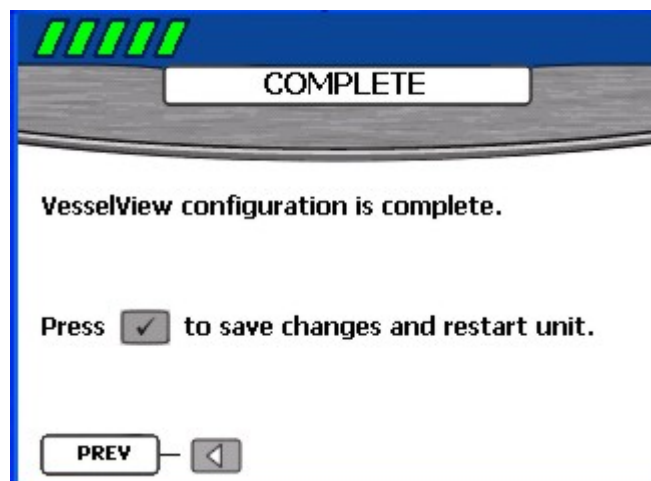 COMPLETE
VesselView configuration is complete.
Press ✓ to save changes and restart unit.
PREV